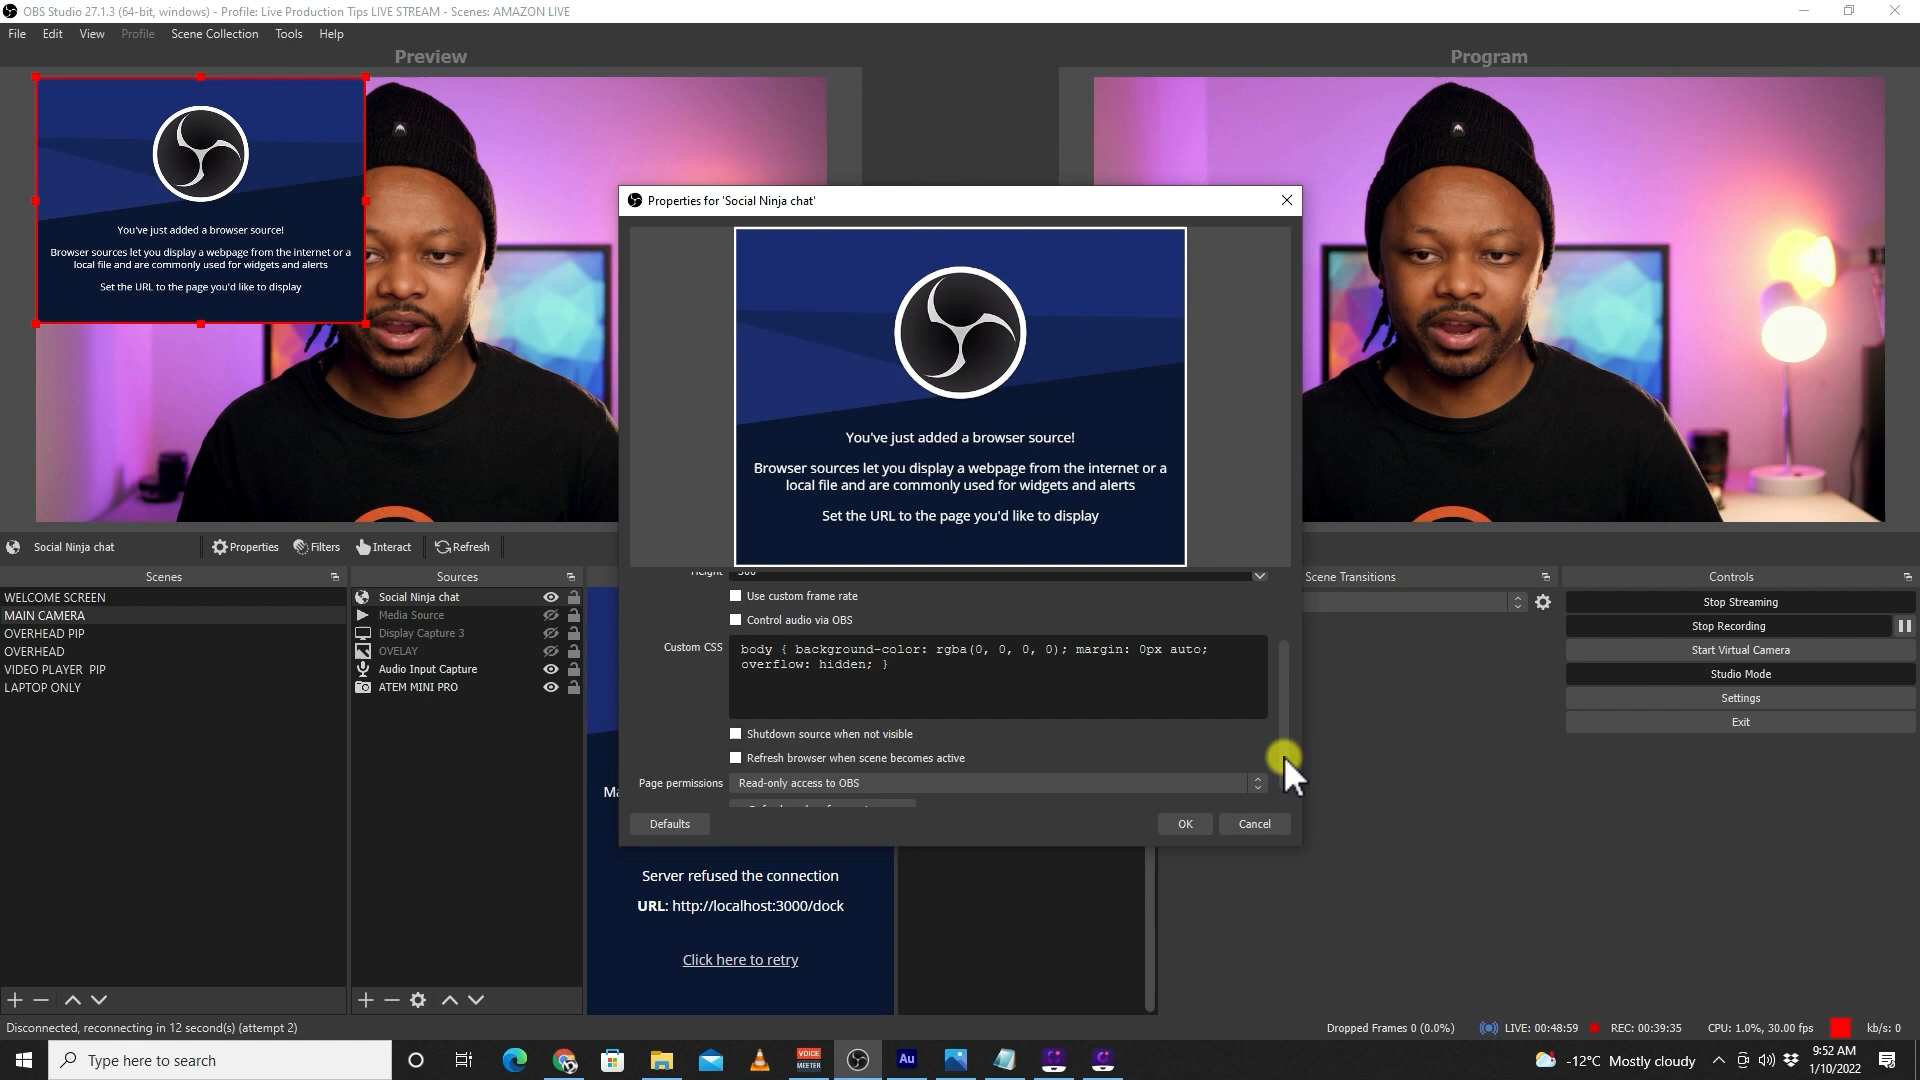 OBS Studio 27.1.3 (64-bit, windows) - Profile: Live Production Tips LIVE STREAM - Scenes: AMAZON LIVE
File Edit View Profile Scene Collection Tools Help
Preview
Program
You've just added a browser source!
Browser sources let you display a webpage from the internet or a
local file and are commonly used for widgets and alerts
Set the URL to the page you'd like to display
Properties for 'Social Ninja chat'
You've just added a browser source!
Browser sources let you display a webpage from the internet or a
local file and are commonly used for widgets and alerts
Set the URL to the page you'd like to display
Use custom frame rate
Control audio via OBS
Custom CSS
body { background-color: rgba(0, 0, 0, 0); margin: 0px auto;
overflow: hidden; }
Shutdown source when not visible
Refresh browser when scene becomes active
Page permissions Read-only access to OBS
Defaults OK Cancel
Social Ninja chat Properties Filters Interact Refresh
Scenes
WELCOME SCREEN
MAIN CAMERA
OVERHEAD PIP
OVERHEAD
VIDEO PLAYER PIP
LAPTOP ONLY
Sources
Social Ninja chat
Media Source
Display Capture 3
OVELAY
Audio Input Capture
ATEM MINI PRO
Server refused the connection
URL: http://localhost:3000/dock
Click here to retry
Scene Transitions
Controls
Stop Streaming
Stop Recording
Start Virtual Camera
Studio Mode
Settings
Exit
Disconnected, reconnecting in 12 second(s) (attempt 2)
Dropped Frames 0 (0.0%) LIVE: 00:48:59 REC: 00:39:35 CPU: 1.0%, 30.00 fps kb/s: 0
Type here to search
VOICE
MEETER
Au
-12°C Mostly cloudy
9:52 AM
1/10/2022